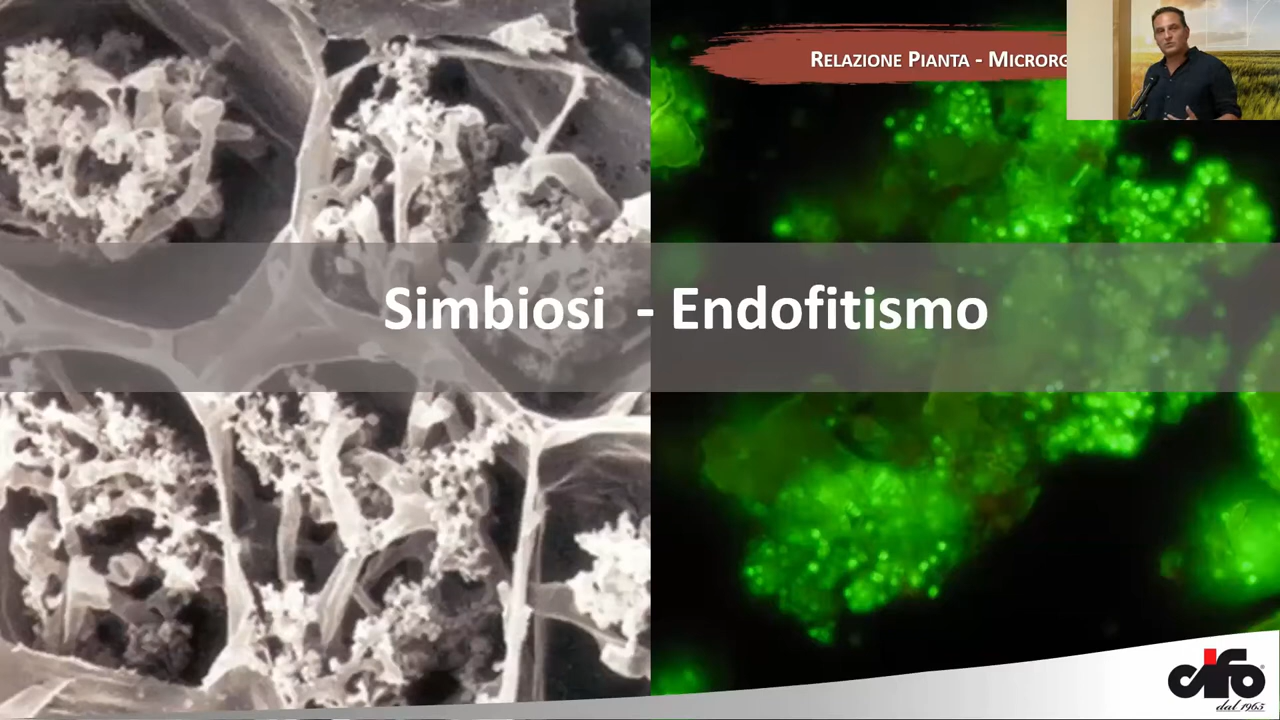 RELAZIONE PIANTA - MICRORG
Simbiosi - Endofitismo
cifo
dal 1965